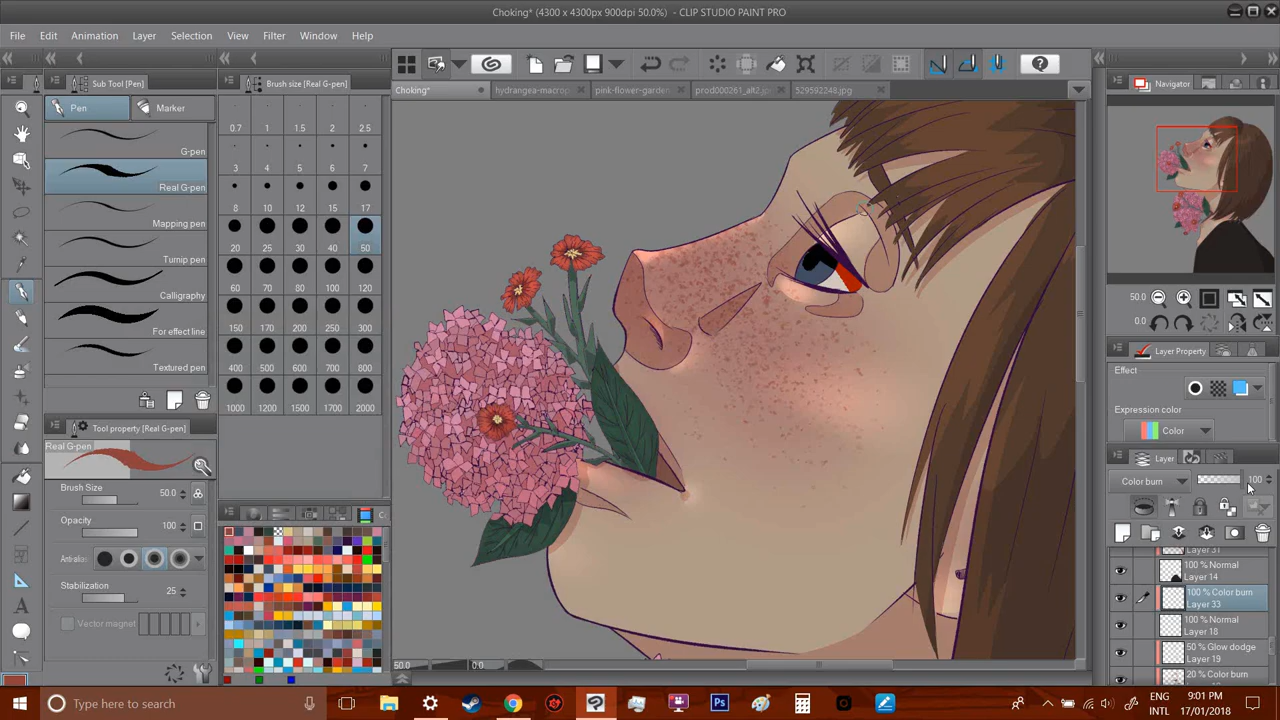 Choking* (4300 x 4300px 900dpi 50.0%) - CLIP STUDIO PAINT PRO
File Edit Animation Layer Selection View Filter Window Help
Sub Tool [Pen]
Brush size [Real G-pen]
Navigator
Choking*
hydrangea-macrop
pink-flower-garden
prod000261_alt2.jp
529592248.jpg
Pen
Marker
G-pen
Real G-pen
Mapping pen
Turnip pen
Calligraphy
For effect line
Textured pen
0.7 1 1.5 2 2.5
3 4 5 6 7
8 10 12 15 17
20 25 30 40 50
60 70 80 100 120
150 170 200 250 300
400 500 600 700 800
1000 1200 1500 1700 2000
Tool property [Real G-pen]
Real G-pen
Brush Size 50.0
Opacity 100
Stabilization 25
Vector magnet
50.0
0.0
Layer Property
Effect
Expression color
Color
Layer
Color burn 100
Layer 31
100 % Normal
Layer 14
100 % Color burn
Layer 33
100 % Normal
Layer 18
50 % Glow dodge
Layer 19
20 % Color burn
50.0 0.0
Type here to search
Ps
ENG
INTL
9:01 PM
17/01/2018